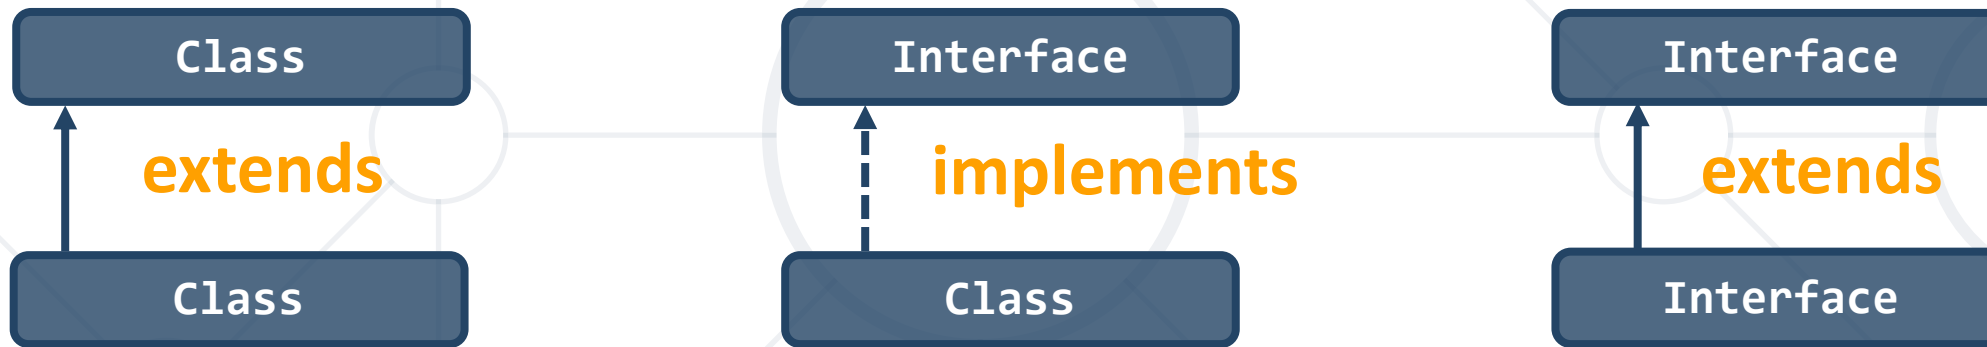 Class
Interface
Interface
extends
implements
extends
Class
Class
Interface